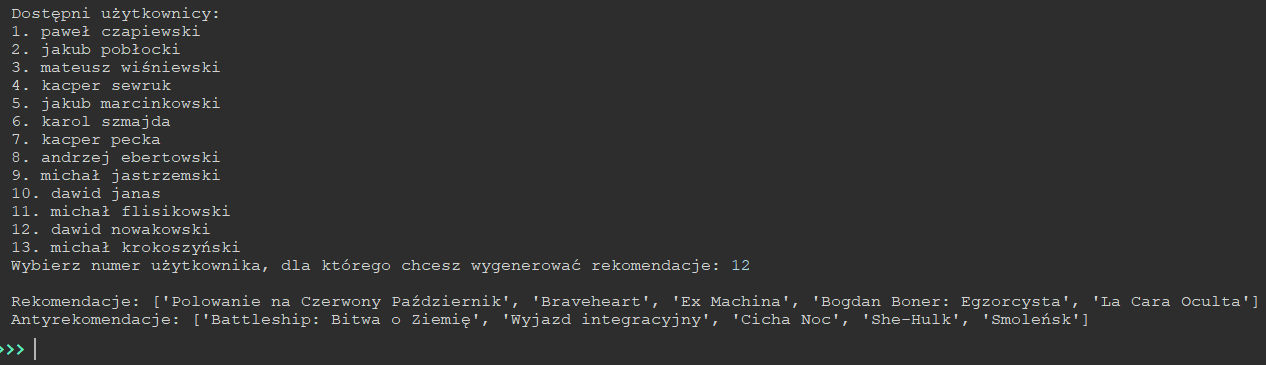 Dostępni użytkownicy:
1. paweł czapiewski
2. jakub pobłocki
3. mateusz wiśniewski
4. kacper sewruk
5. jakub marcinkowski
6. karol szmajda
7. kacper pecka
8. andrzej ebertowski
9. michał jastrzemski
10. dawid janas
11. michał flisikowski
12. dawid nowakowski
13. michał krokoszyński
Wybierz numer użytkownika, dla którego chcesz wygenerować rekomendacje: 12
Rekomendacje: ['Polowanie na Czerwony Październik', 'Braveheart', 'Ex Machina', 'Bogdan Boner: Egzorcysta', 'La Cara Oculta']
Antyrekomendacje: ['Battleship: Bitwa o Ziemię', 'Wyjazd integracyjny', 'Cicha Noc', 'She-Hulk', 'Smoleńsk']
>>>